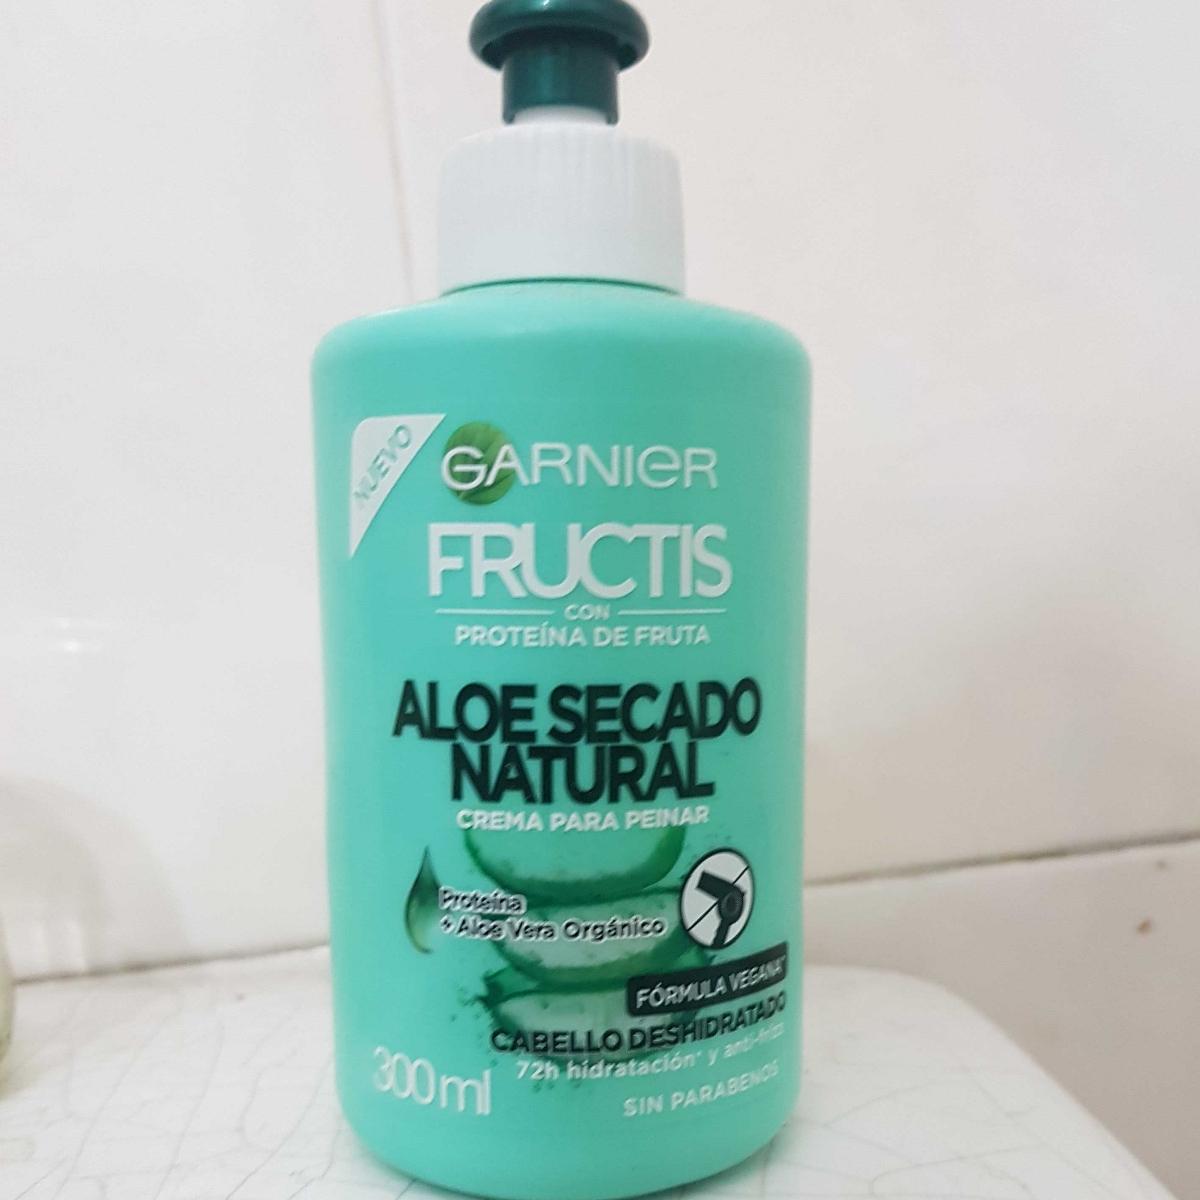 NUEVO
GARNIER
FRUCTIS
CON
PROTEÍNA DE FRUTA
ALOE SECADO
NATURAL
CREMA PARA PEINAR
Proteína
+ Aloe Vera Orgánico
FÓRMULA VEGANA*
CABELLO DESHIDRATADO
72h hidratación* y anti-frizz
300ml
SIN PARABENOS